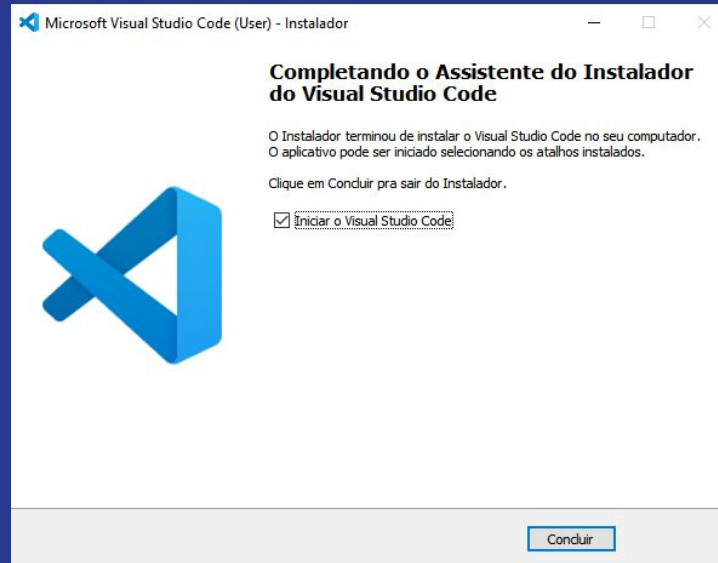 Microsoft Visual Studio Code (User) - Instalador
Completando o Assistente do Instalador
do Visual Studio Code
O Instalador terminou de instalar o Visual Studio Code no seu computador.
O aplicativo pode ser iniciado selecionando os atalhos instalados.
Clique em Concluir pra sair do Instalador.
Iniciar o Visual Studio Code
Concluir